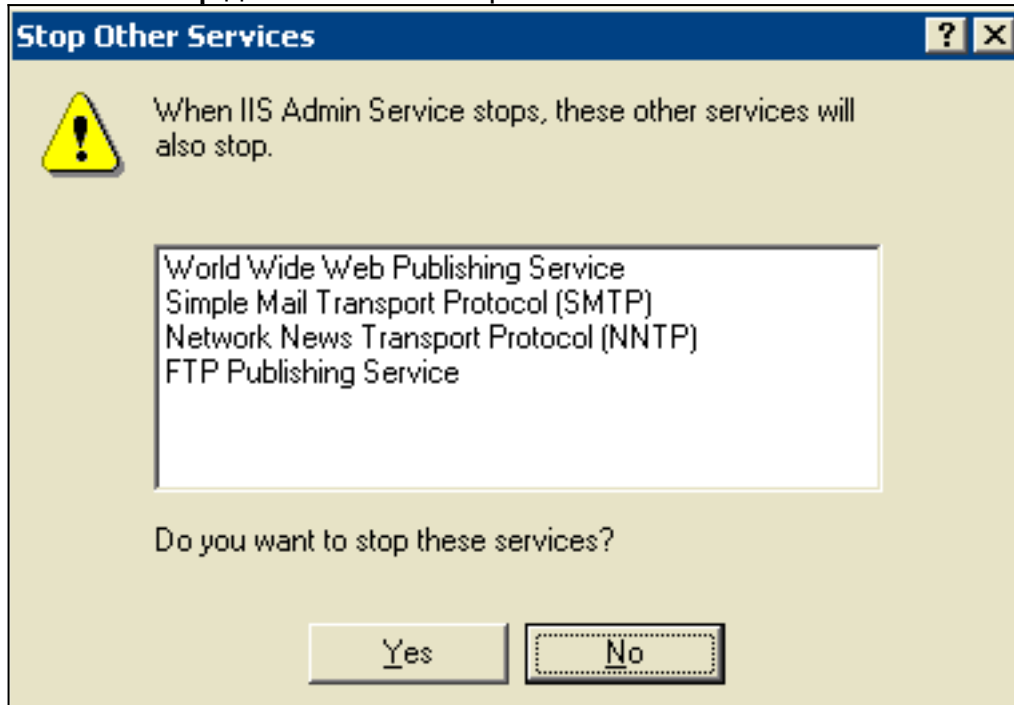 Stop Other Services
When IIS Admin Service stops, these other services will
also stop.
World Wide Web Publishing Service
Simple Mail Transport Protocol (SMTP)
Network News Transport Protocol (NNTP)
FTP Publishing Service
Do you want to stop these services?
Yes
No